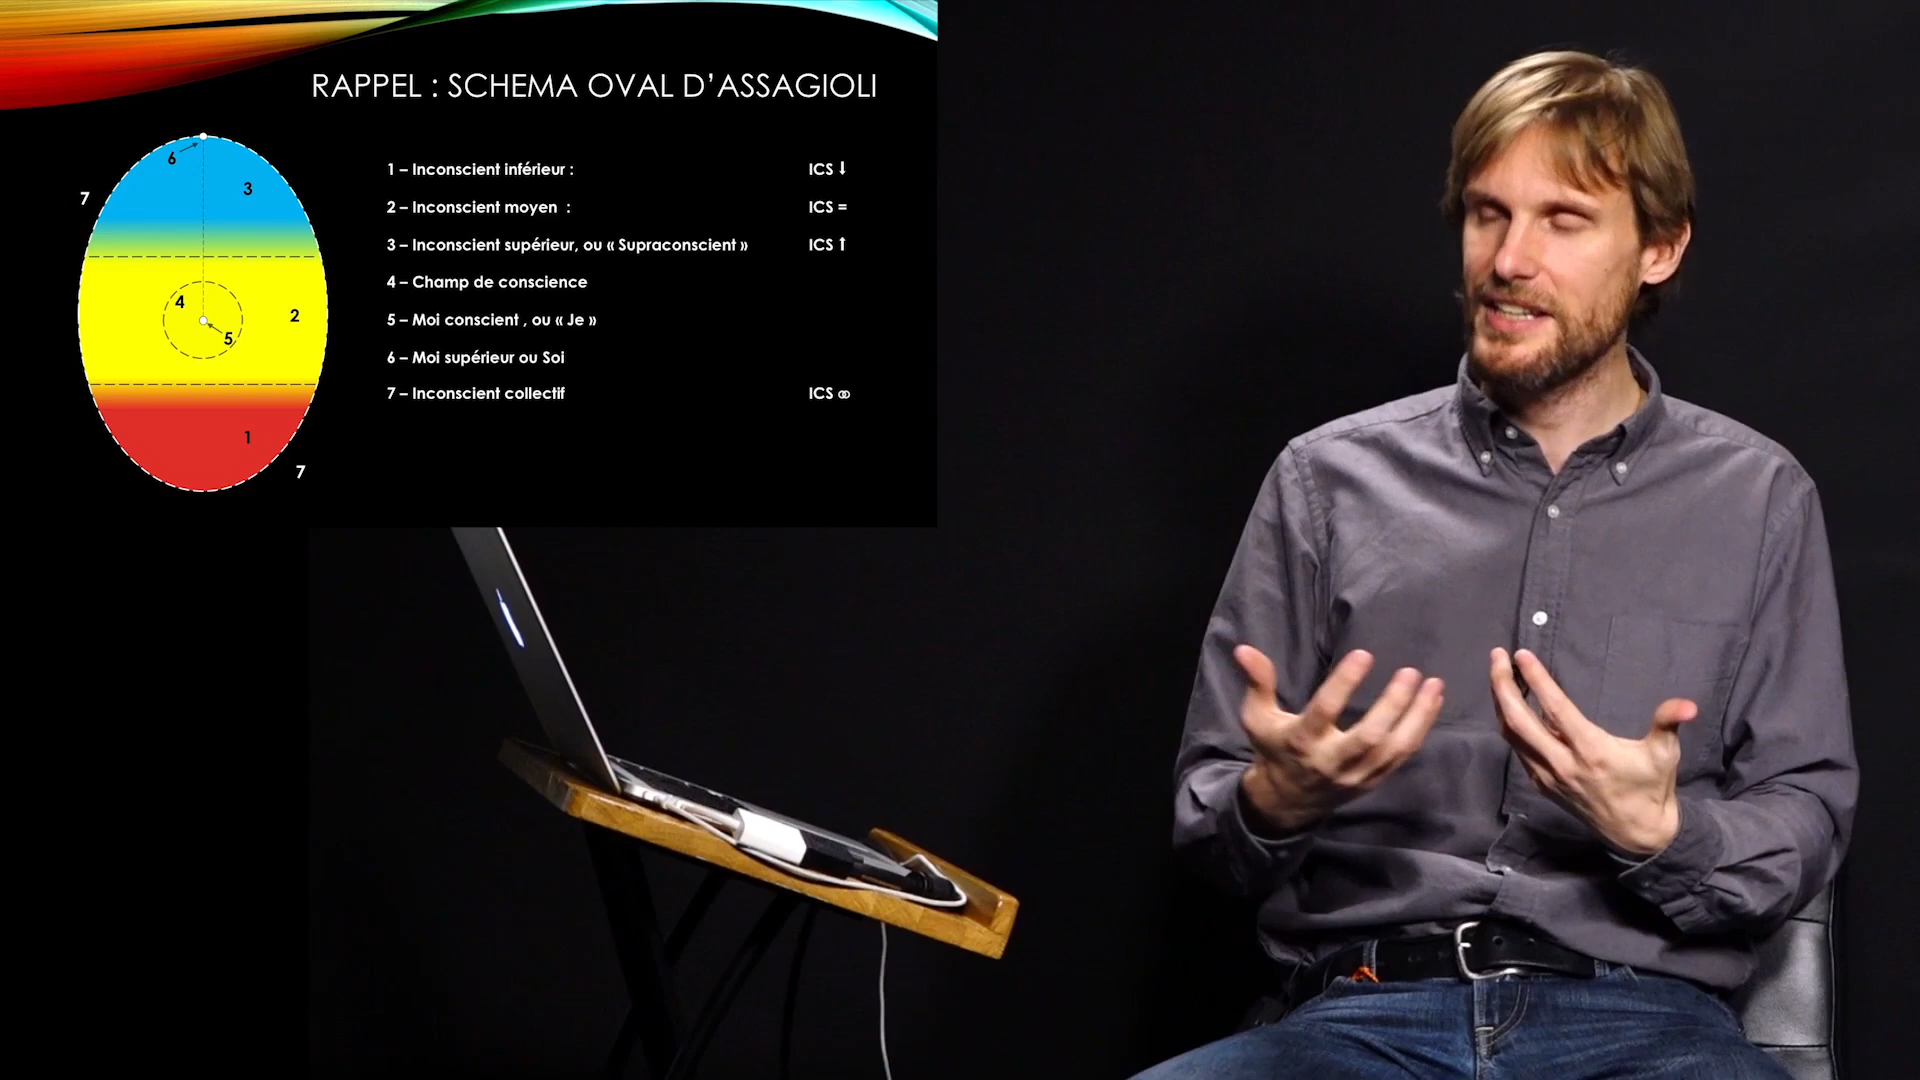 RAPPEL : SCHEMA OVAL D'ASSAGIOLI
6
3
7
4
2
5
1
7
1 – Inconscient inférieur : ICS ↓
2 – Inconscient moyen : ICS =
3 – Inconscient supérieur, ou « Supraconscient » ICS ↑
4 – Champ de conscience
5 – Moi conscient , ou « Je »
6 – Moi supérieur ou Soi
7 – Inconscient collectif ICS ∞